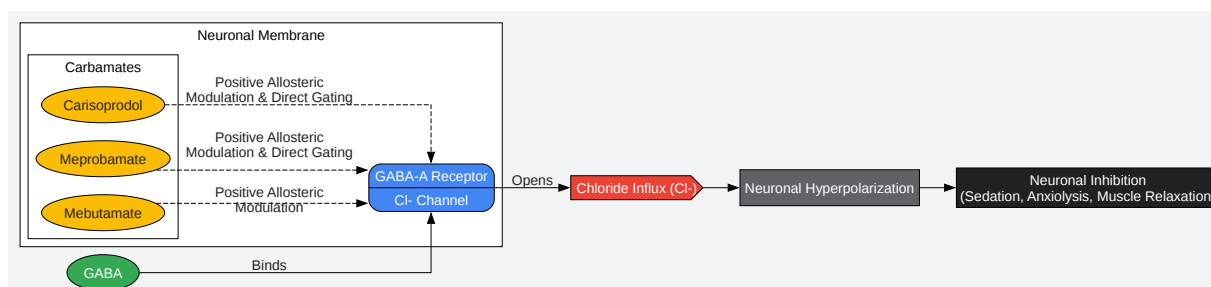 Neuronal Membrane
Carbamates
Carisoprodol
Positive Allosteric
Modulation & Direct Gating
Meprobamate
Positive Allosteric
Modulation & Direct Gating
Mebutamate
Positive Allosteric
Modulation
GABA-A Receptor
Cl- Channel
GABA
Binds
Opens
Chloride Influx (Cl-)
Neuronal Hyperpolarization
Neuronal Inhibition
(Sedation, Anxiolysis, Muscle Relaxation